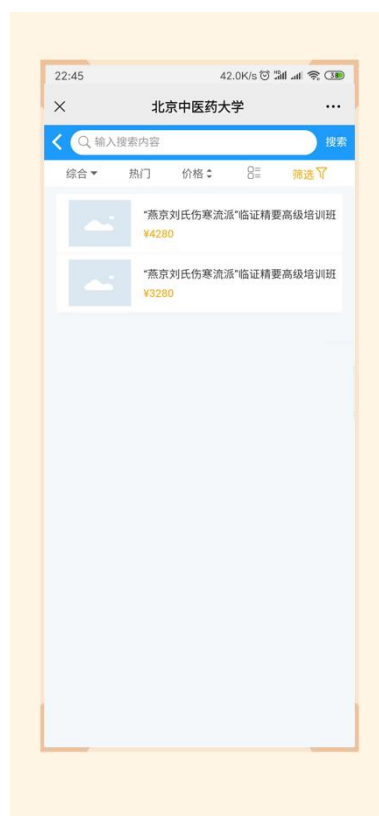 22:45
42.0K/s
北京中医药大学
输入搜索内容
搜索
综合
热门
价格
筛选
“燕京刘氏伤寒流派”临证精要高级培训班
¥4280
“燕京刘氏伤寒流派”临证精要高级培训班
¥3280